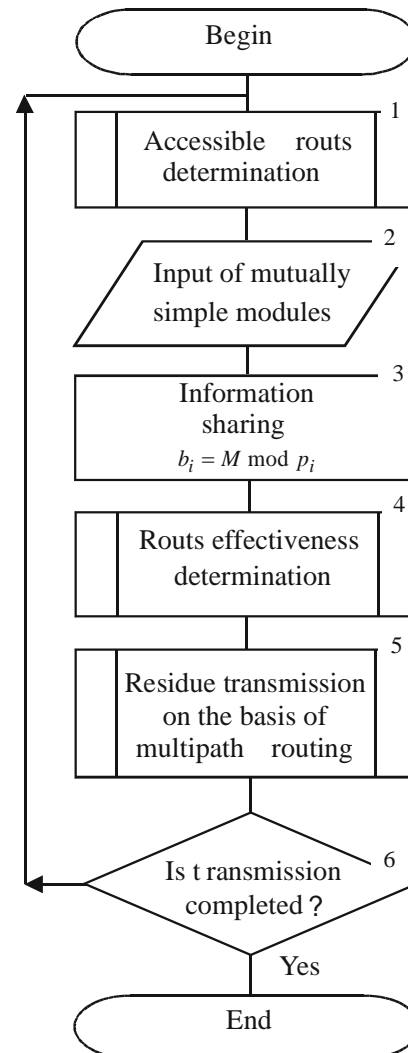 Begin
1
Accessible routs
determination
2
Input of mutually
simple modules
3
Information
sharing
b_i = M mod p_i
4
Routs effectiveness
determination
5
Residue transmission
on the basis of
multipath routing
6
Is t ransmission
completed ?
Yes
End